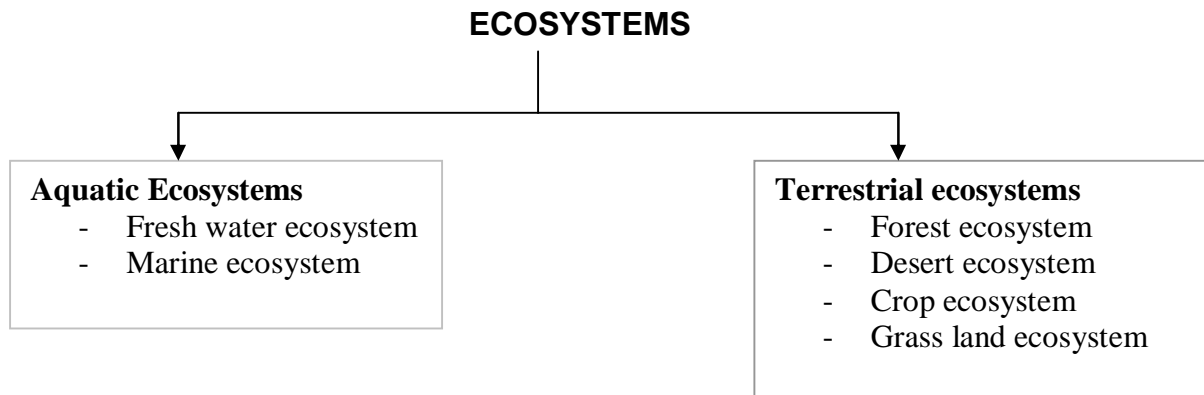 ECOSYSTEMS
Aquatic Ecosystems
- Fresh water ecosystem
- Marine ecosystem
Terrestrial ecosystems
- Forest ecosystem
- Desert ecosystem
- Crop ecosystem
- Grass land ecosystem